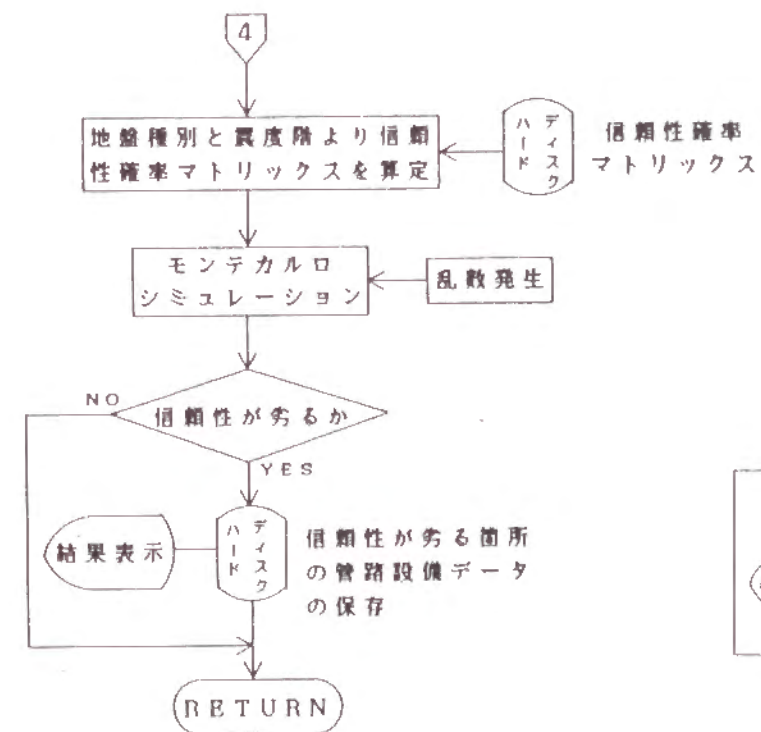 4
地盤種別と震度階より信頼
性確率マトリックスを算定
ハード
ディスク
信頼性確率
マトリックス
モンテカルロ
シミュレーション
乱数発生
NO
信頼性が劣るか
YES
結果表示
ハード
ディスク
信頼性が劣る箇所
の管路設備データ
の保存
RETURN